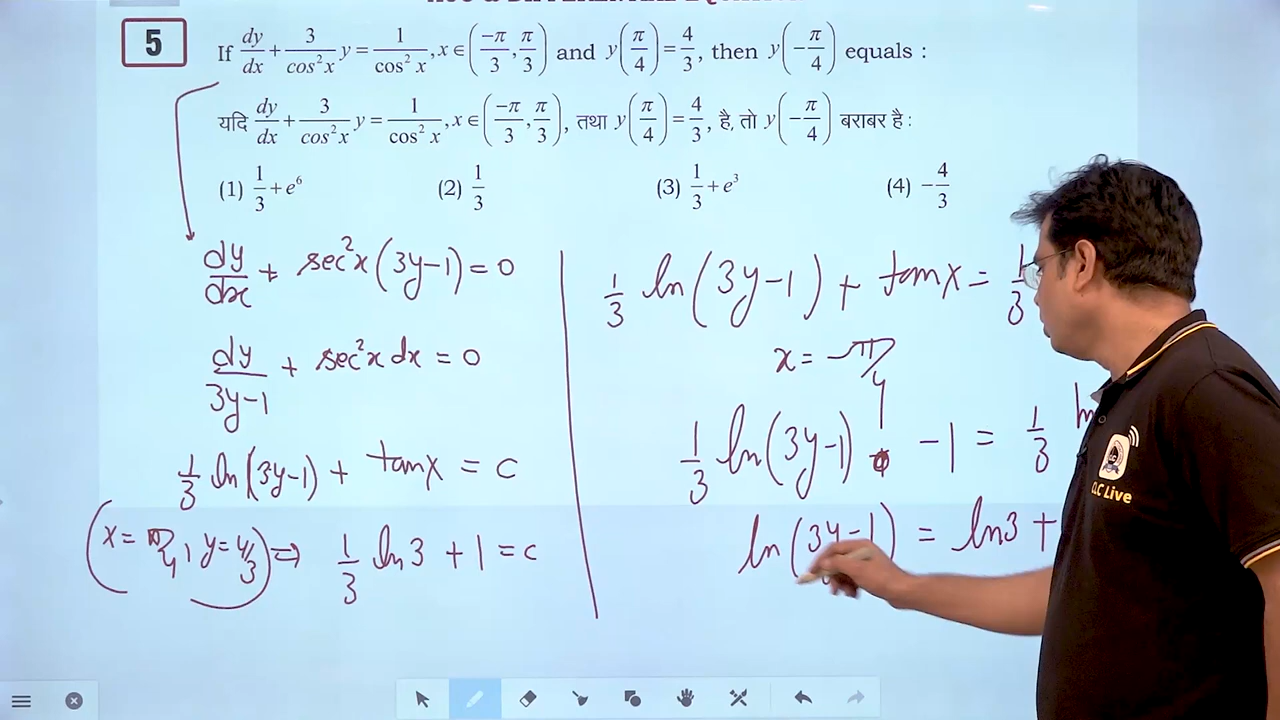 5
If dy/dx + 3/cos²x y = 1/cos²x, x ∈ (-π/3, π/3) and y(π/4) = 4/3, then y(-π/4) equals :
यदि dy/dx + 3/cos²x y = 1/cos²x, x ∈ (-π/3, π/3), तथा y(π/4) = 4/3, है, तो y(-π/4) बराबर है :
(1) 1/3 + e⁶ (2) 1/3 (3) 1/3 + e³ (4) -4/3
dy/dx + sec²x (3y-1) = 0
dy/3y-1 + sec²x dx = 0
1/3 ln(3y-1) + tanx = c
(x = π/4, y = 4/3) ⇒ 1/3 ln3 + 1 = c
1/3 ln(3y-1) + tanx = 1/3
x = -π/4
1/3 ln(3y-1) -1 = 1/3
ln(3y-1) = ln3 +
CLC Live